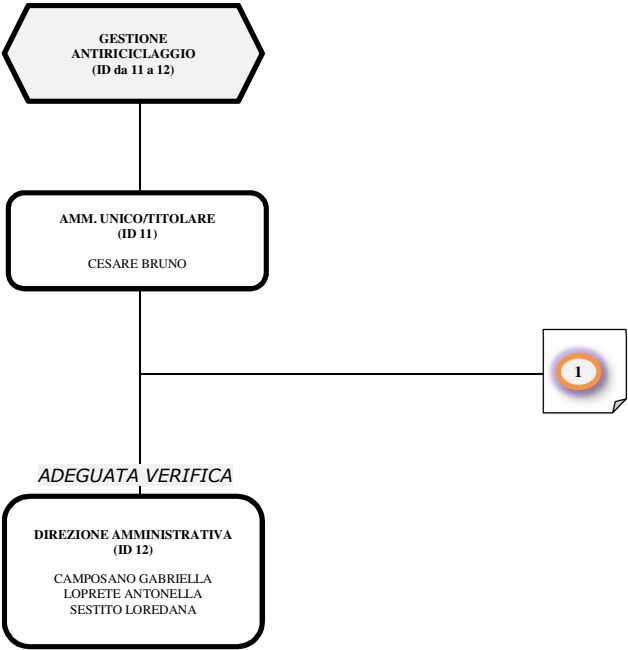 GESTIONE
ANTIRICICLAGGIO
(ID da 11 a 12)
AMM. UNICO/TITOLARE
(ID 11)
CESARE BRUNO
1
ADEGUATA VERIFICA
DIREZIONE AMMINISTRATIVA
(ID 12)
CAMPOSANO GABRIELLA
LOPRETE ANTONELLA
SESTITO LOREDANA